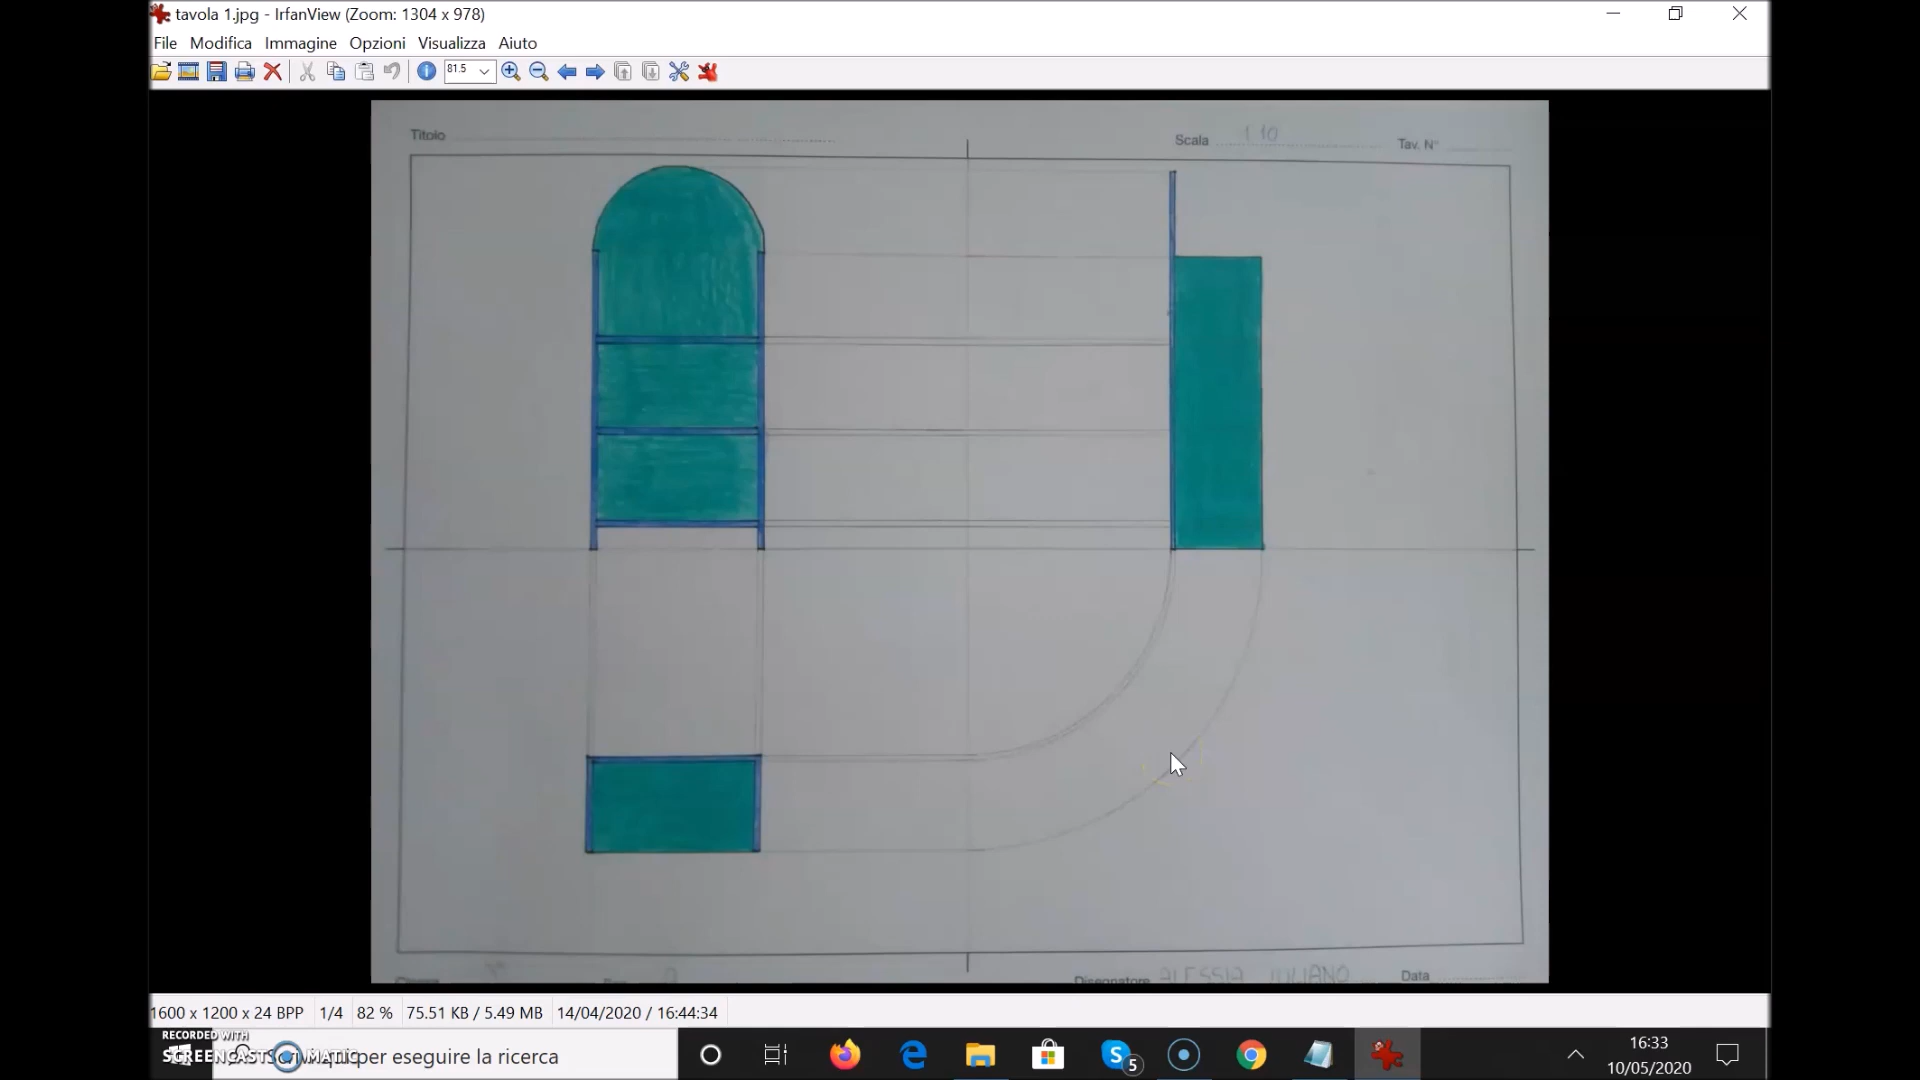 tavola 1.jpg - IrfanView (Zoom: 1304 x 978)
File Modifica Immagine Opzioni Visualizza Aiuto
81.5
Titolo
Scala 1 10 Tav. N°
Disegnatore ALESSIA IULIANO Data
1600 x 1200 x 24 BPP 1/4 82 % 75.51 KB / 5.49 MB 14/04/2020 / 16:44:34
RECORDED WITH
SCREENCAST MATIC
per eseguire la ricerca
5
16:33
10/05/2020